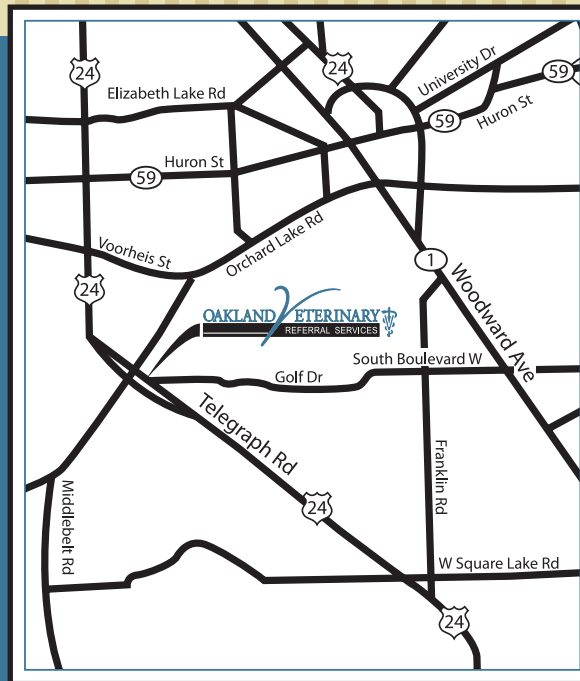 24
24
University Dr
59
Elizabeth Lake Rd
59
Huron St
Huron St
59
Orchard Lake Rd
Voorheis St
1
24
Woodward Ave
OAKLAND VETERINARY
REFERRAL SERVICES
South Boulevard W
Golf Dr
Telegraph Rd
Franklin Rd
Middlebelt Rd
24
W Square Lake Rd
24